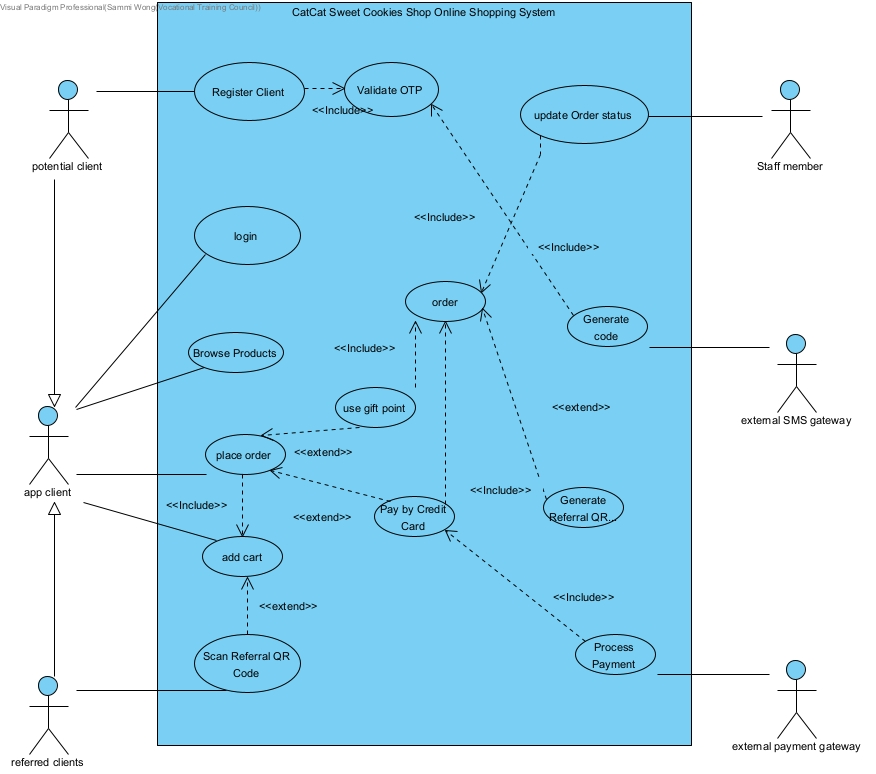 Visual Paradigm Professional(Sammi Wong(Vocational Training Council))
CatCat Sweet Cookies Shop Online Shopping System
Register Client
Validate OTP
<<Include>>
update Order status
potential client
Staff member
<<Include>>
login
<<Include>>
order
Generate
code
<<Include>>
Browse Products
use gift point
<<extend>>
external SMS gateway
place order
<<extend>>
app client
<<Include>>
<<Include>>
Generate
Referral QR...
Pay by Credit
Card
<<extend>>
add cart
<<extend>>
<<Include>>
Scan Referral QR
Code
Process
Payment
external payment gateway
referred clients